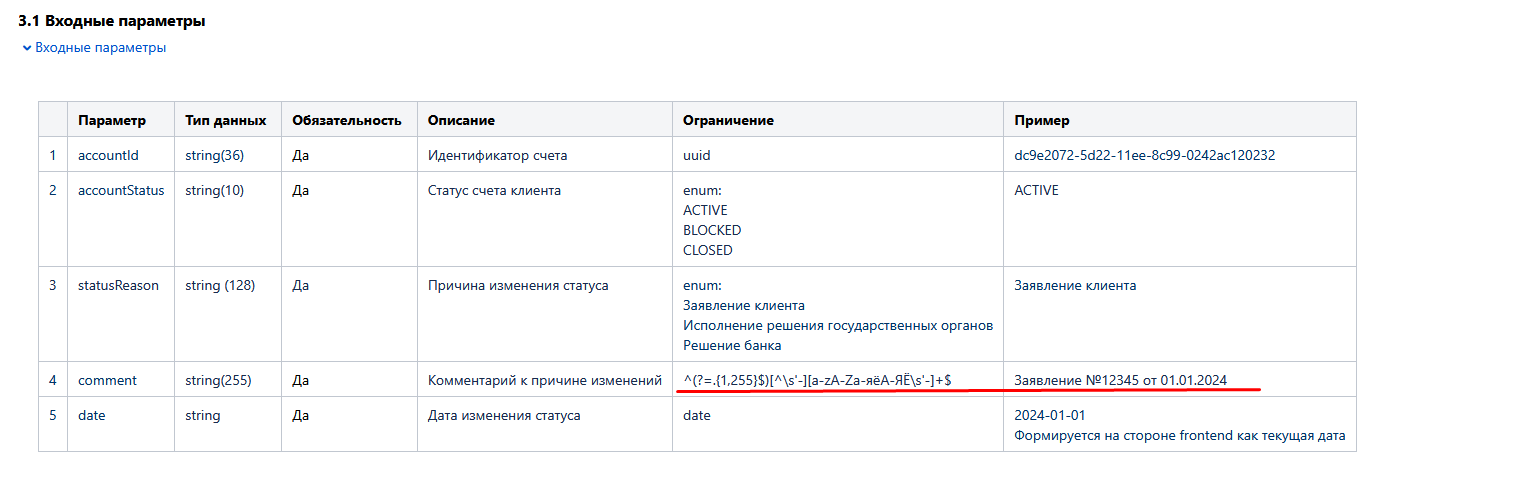 3.1 Входные параметры
Входные параметры
Параметр Тип данных Обязательность Описание Ограничение Пример
1 accountId string(36) Да Идентификатор счета uuid dc9e2072-5d22-11ee-8c99-0242ac120232
2 accountStatus string(10) Да Статус счета клиента enum: ACTIVE
ACTIVE
BLOCKED
CLOSED
3 statusReason string (128) Да Причина изменения статуса enum: Заявление клиента
Заявление клиента
Исполнение решения государственных органов
Решение банка
4 comment string(255) Да Комментарий к причине изменений ^(?=.{1,255}$)[^\s'-][a-zA-Za-яёА-ЯЁ\s'-]+$ Заявление №12345 от 01.01.2024
5 date string Да Дата изменения статуса date 2024-01-01
Формируется на стороне frontend как текущая дата